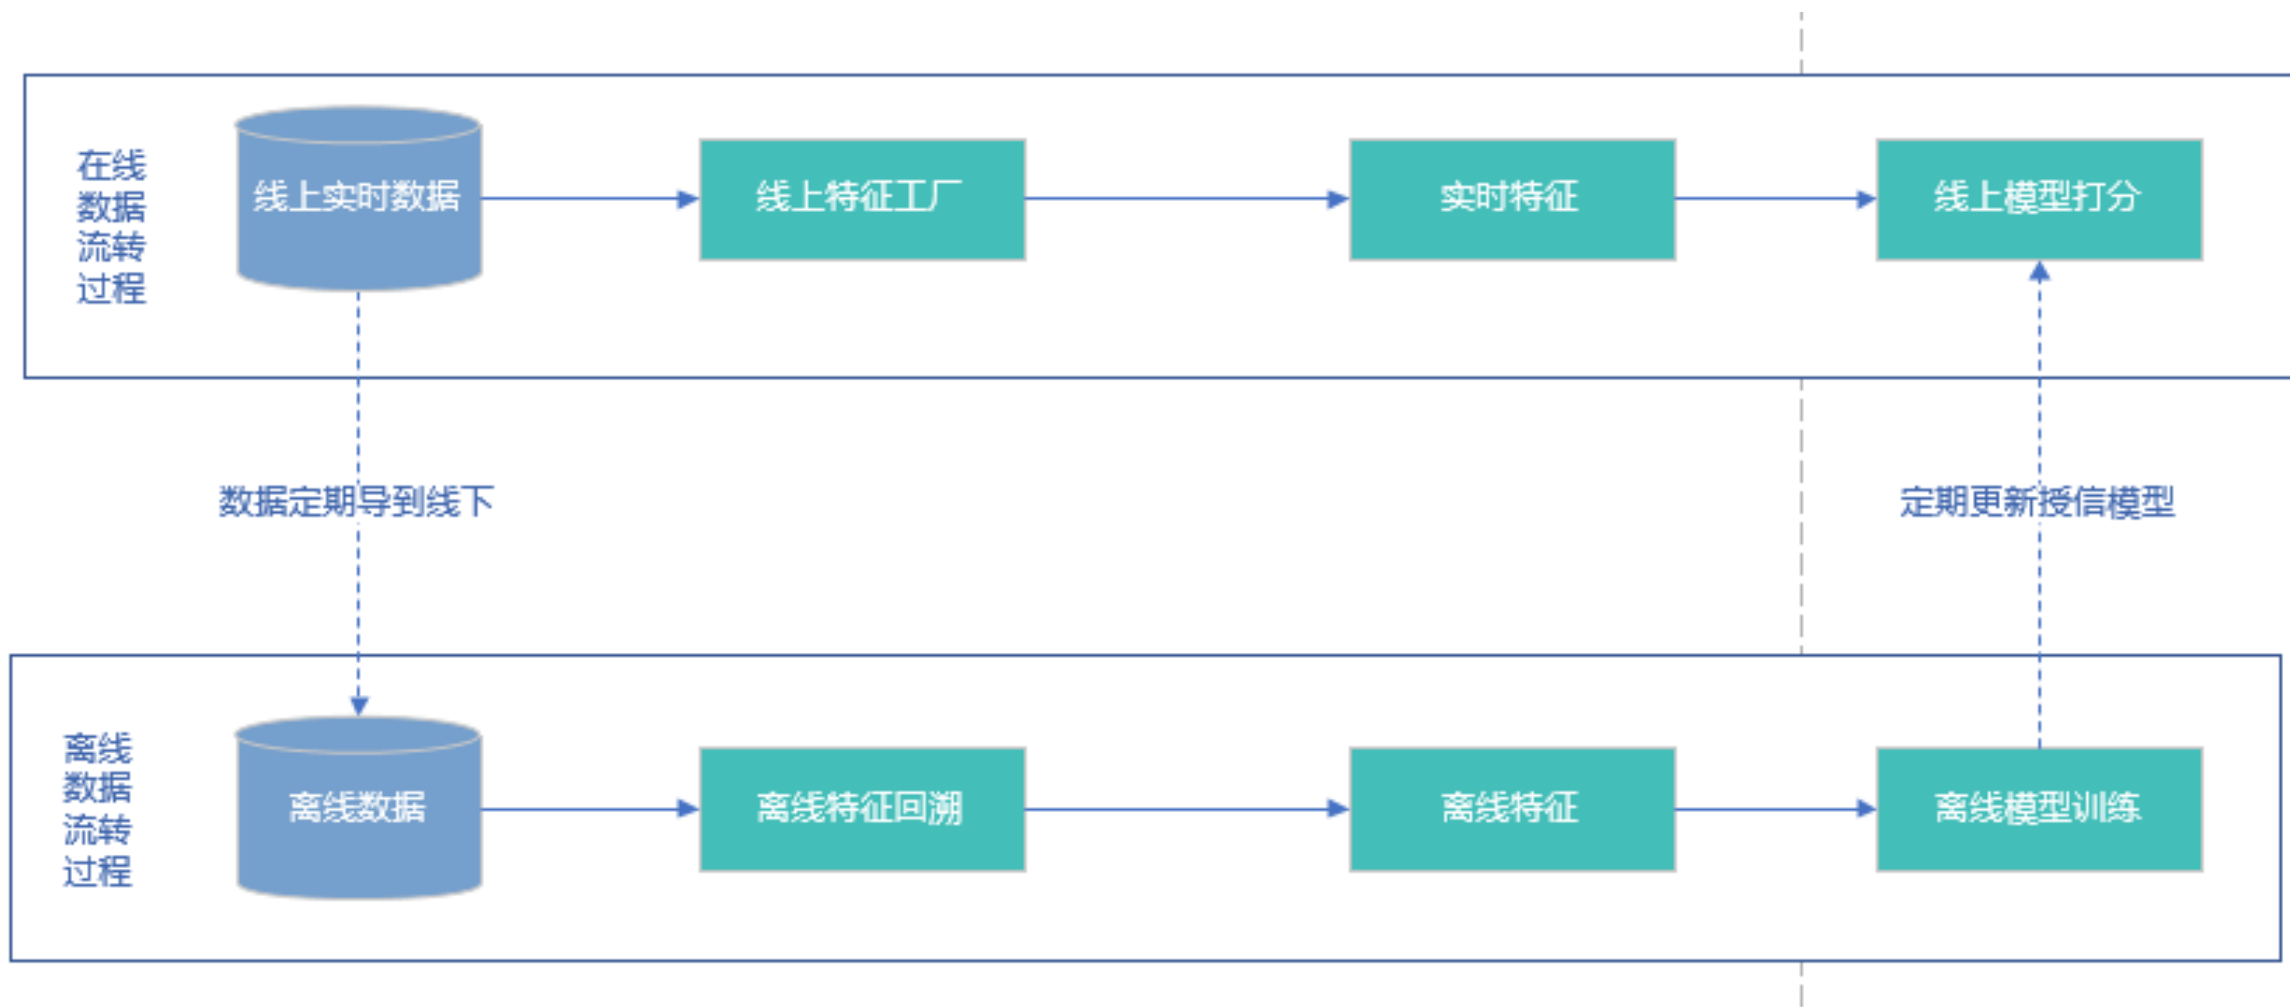 在线
数据
流转
过程
线上实时数据
线上特征工厂
实时特征
线上模型打分
数据定期导到线下
定期更新授信模型
离线
数据
流转
过程
离线数据
离线特征回溯
离线特征
离线模型训练